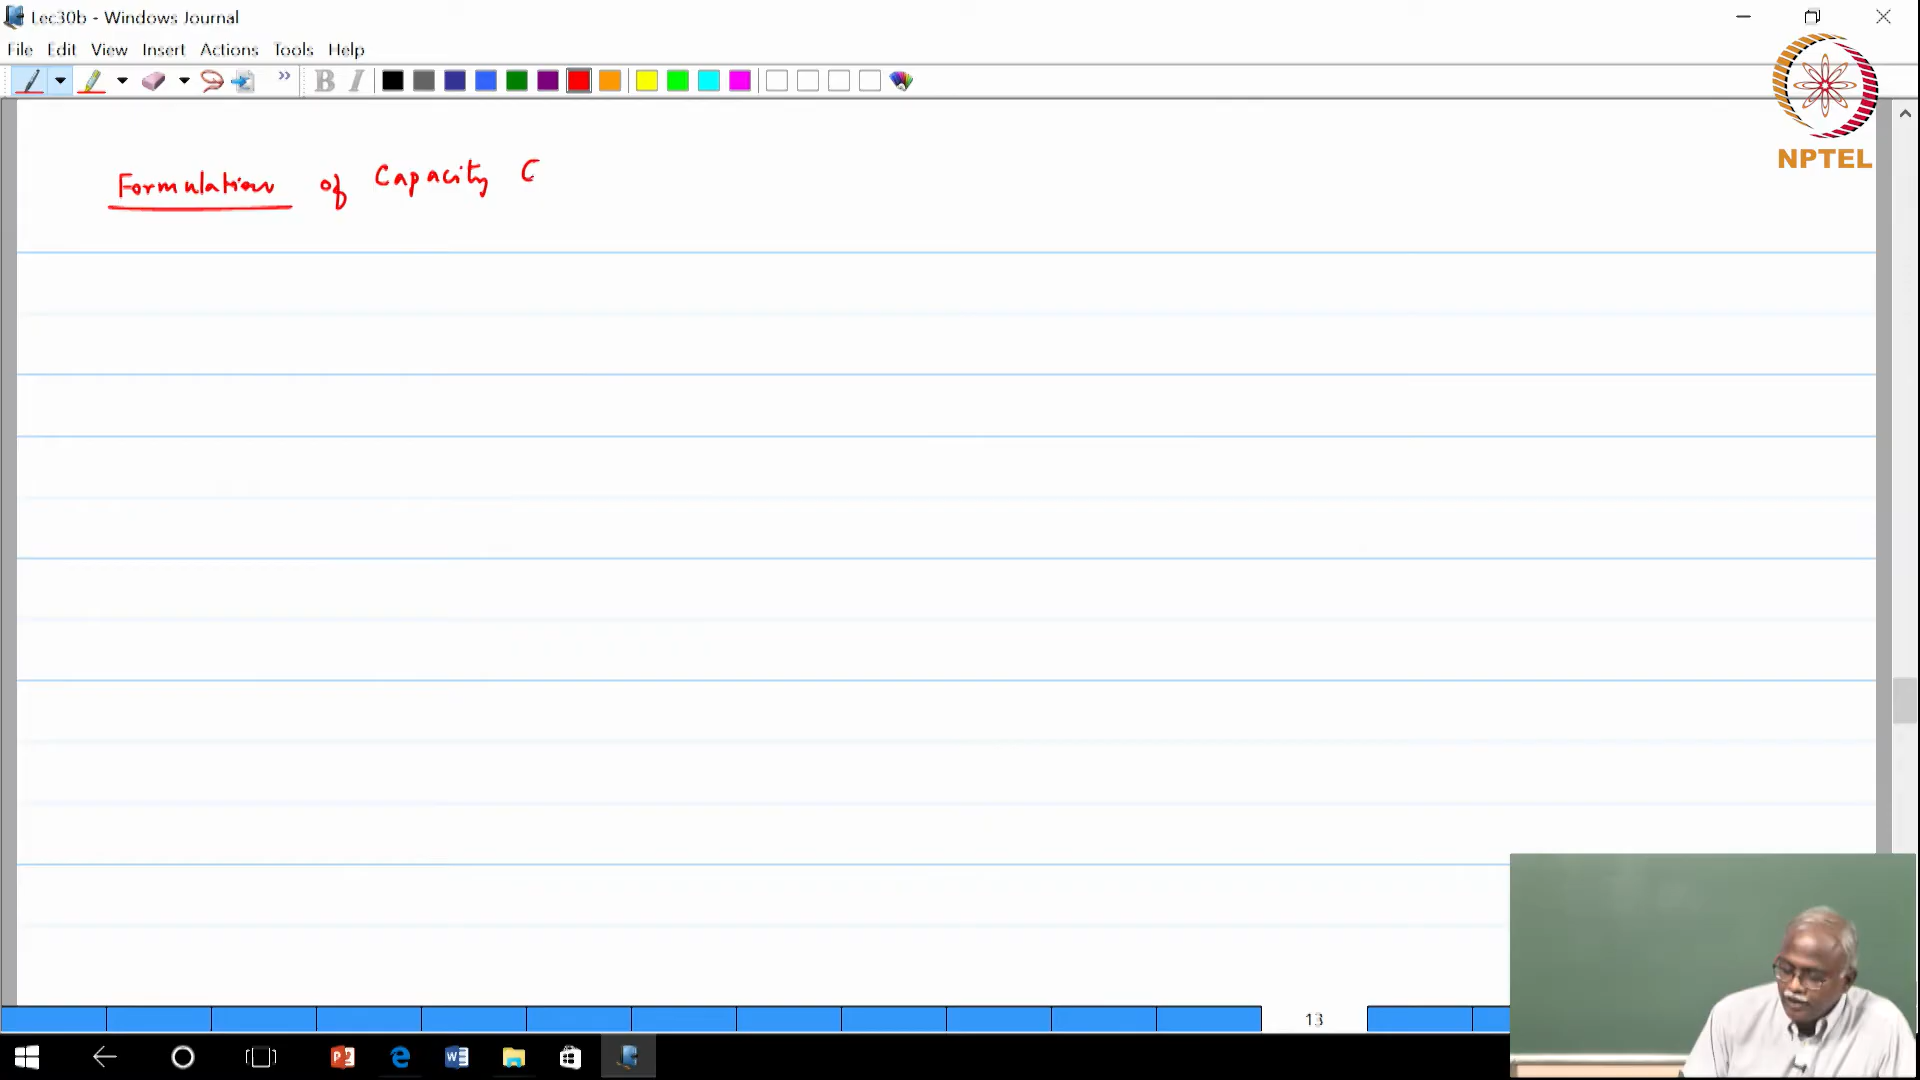 Lec30b - Windows Journal
File Edit View Insert Actions Tools Help
B I
NPTEL
Formulation of Capacity C
13